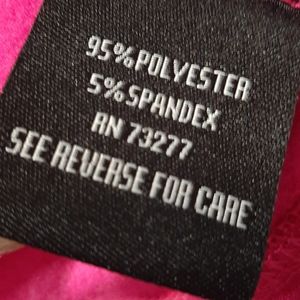 95% POLYESTER
5% SPANDEX
RN 73277
SEE REVERSE FOR CARE